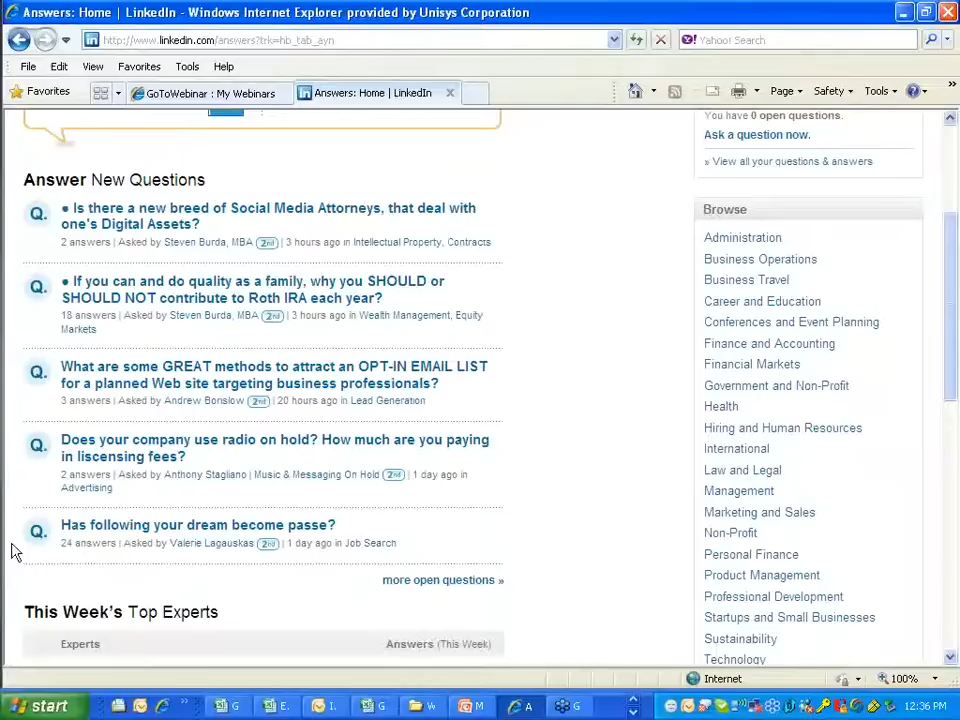 Answers: Home | LinkedIn - Windows Internet Explorer provided by Unisys Corporation
http://www.linkedin.com/answers?trk=hb_tab_ayn
Yahoo! Search
File Edit View Favorites Tools Help
Favorites
GoToWebinar : My Webinars
Answers: Home | LinkedIn
Page
Safety
Tools
You have 0 open questions.
Ask a question now.
» View all your questions & answers
Answer New Questions
Q.
• Is there a new breed of Social Media Attorneys, that deal with
one's Digital Assets?
2 answers | Asked by Steven Burda, MBA 2nd | 3 hours ago in Intellectual Property, Contracts
Q.
• If you can and do quality as a family, why you SHOULD or
SHOULD NOT contribute to Roth IRA each year?
18 answers | Asked by Steven Burda, MBA 2nd | 3 hours ago in Wealth Management, Equity
Markets
Q.
What are some GREAT methods to attract an OPT-IN EMAIL LIST
for a planned Web site targeting business professionals?
3 answers | Asked by Andrew Bonslow 2nd | 20 hours ago in Lead Generation
Q.
Does your company use radio on hold? How much are you paying
in liscensing fees?
2 answers | Asked by Anthony Stagliano | Music & Messaging On Hold 2nd | 1 day ago in
Advertising
Q.
Has following your dream become passe?
24 answers | Asked by Valerie Lagauskas 2nd | 1 day ago in Job Search
more open questions »
This Week's Top Experts
Experts
Answers (This Week)
Browse
Administration
Business Operations
Business Travel
Career and Education
Conferences and Event Planning
Finance and Accounting
Financial Markets
Government and Non-Profit
Health
Hiring and Human Resources
International
Law and Legal
Management
Marketing and Sales
Non-Profit
Personal Finance
Product Management
Professional Development
Startups and Small Businesses
Sustainability
Technology
Internet
100%
start
G
E.
I.
G
W
M
A
G
12:36 PM